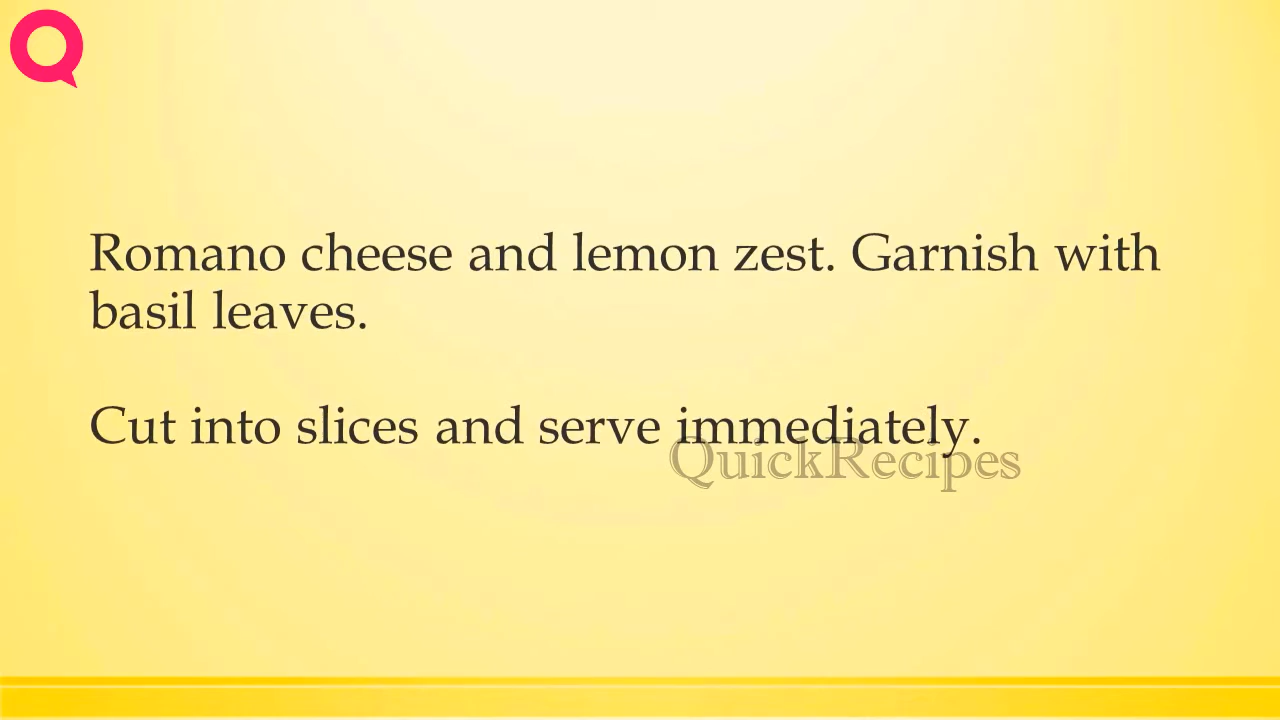 Romano cheese and lemon zest. Garnish with
basil leaves.
Cut into slices and serve immediately.
QuickRecipes